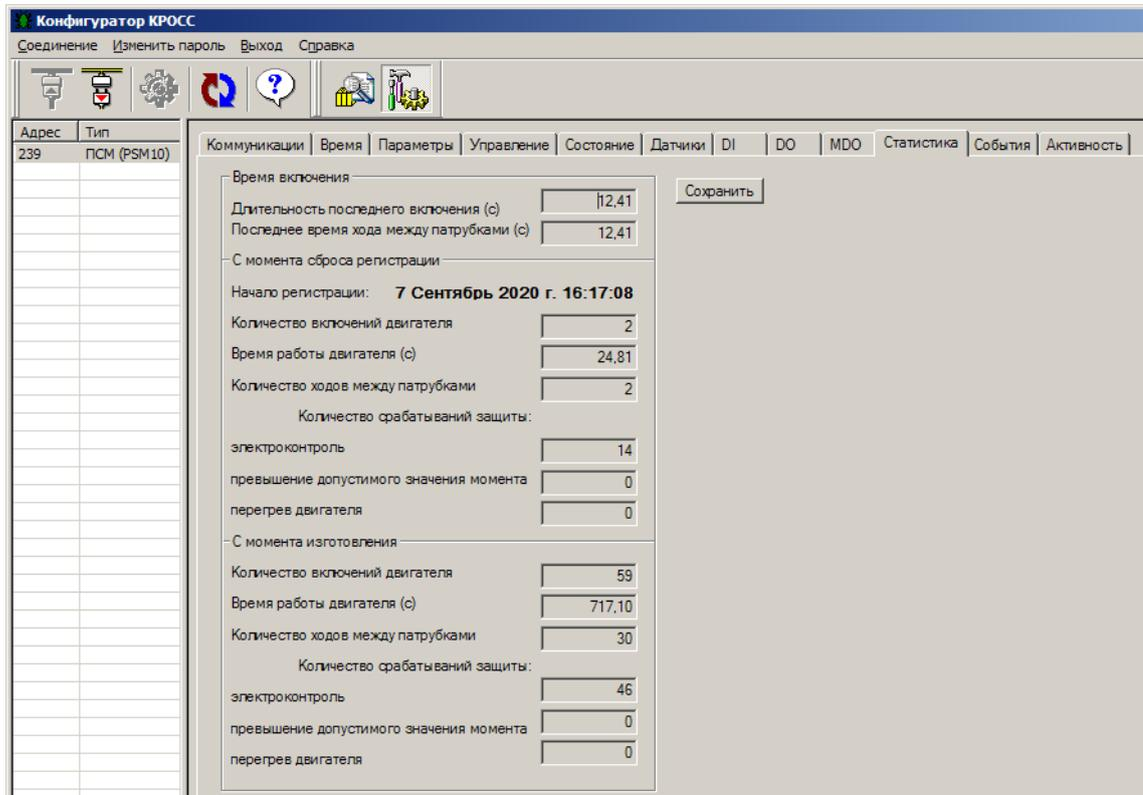 Конфигуратор КРОСС
Соединение Изменить пароль Выход Справка
?
Адрес Тип
239 ПСМ (PSM10)
Коммуникации Время Параметры Управление Состояние Датчики DI DO MDO Статистика События Активность
Время включения
Сохранить
Длительность последнего включения (с) 12,41
Последнее время хода между патрубками (с) 12,41
С момента сброса регистрации
Начало регистрации: 7 Сентябрь 2020 г. 16:17:08
Количество включений двигателя 2
Время работы двигателя (с) 24,81
Количество ходов между патрубками 2
Количество срабатываний защиты:
электроконтроль 14
превышение допустимого значения момента 0
перегрев двигателя 0
С момента изготовления
Количество включений двигателя 59
Время работы двигателя (с) 717,10
Количество ходов между патрубками 30
Количество срабатываний защиты:
электроконтроль 46
превышение допустимого значения момента 0
перегрев двигателя 0